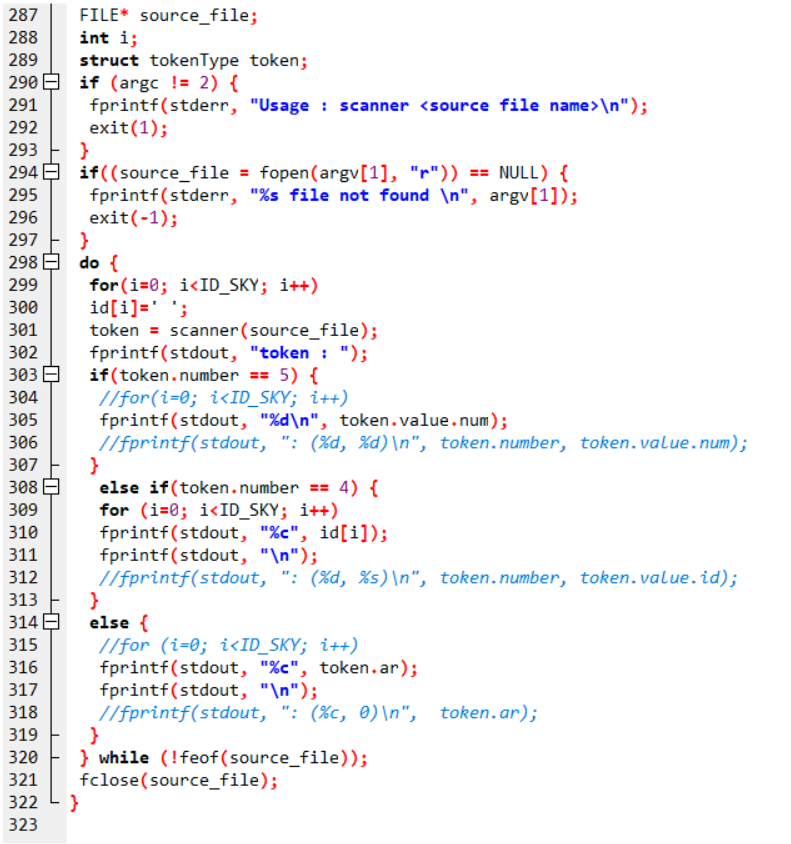 287 FILE* source_file;
288 int i;
289 struct tokenType token;
290 if (argc != 2) {
291 fprintf(stderr, "Usage : scanner <source file name>\n");
292 exit(1);
293 }
294 if((source_file = fopen(argv[1], "r")) == NULL) {
295 fprintf(stderr, "%s file not found \n", argv[1]);
296 exit(-1);
297 }
298 do {
299 for(i=0; i<ID_SKY; i++)
300 id[i]=' ';
301 token = scanner(source_file);
302 fprintf(stdout, "token : ");
303 if(token.number == 5) {
304 //for(i=0; i<ID_SKY; i++)
305 fprintf(stdout, "%d\n", token.value.num);
306 //fprintf(stdout, ": (%d, %d)\n", token.number, token.value.num);
307 }
308 else if(token.number == 4) {
309 for (i=0; i<ID_SKY; i++)
310 fprintf(stdout, "%c", id[i]);
311 fprintf(stdout, "\n");
312 //fprintf(stdout, ": (%d, %s)\n", token.number, token.value.id);
313 }
314 else {
315 //for (i=0; i<ID_SKY; i++)
316 fprintf(stdout, "%c", token.ar);
317 fprintf(stdout, "\n");
318 //fprintf(stdout, ": (%c, 0)\n", token.ar);
319 }
320 } while (!feof(source_file));
321 fclose(source_file);
322 }
323